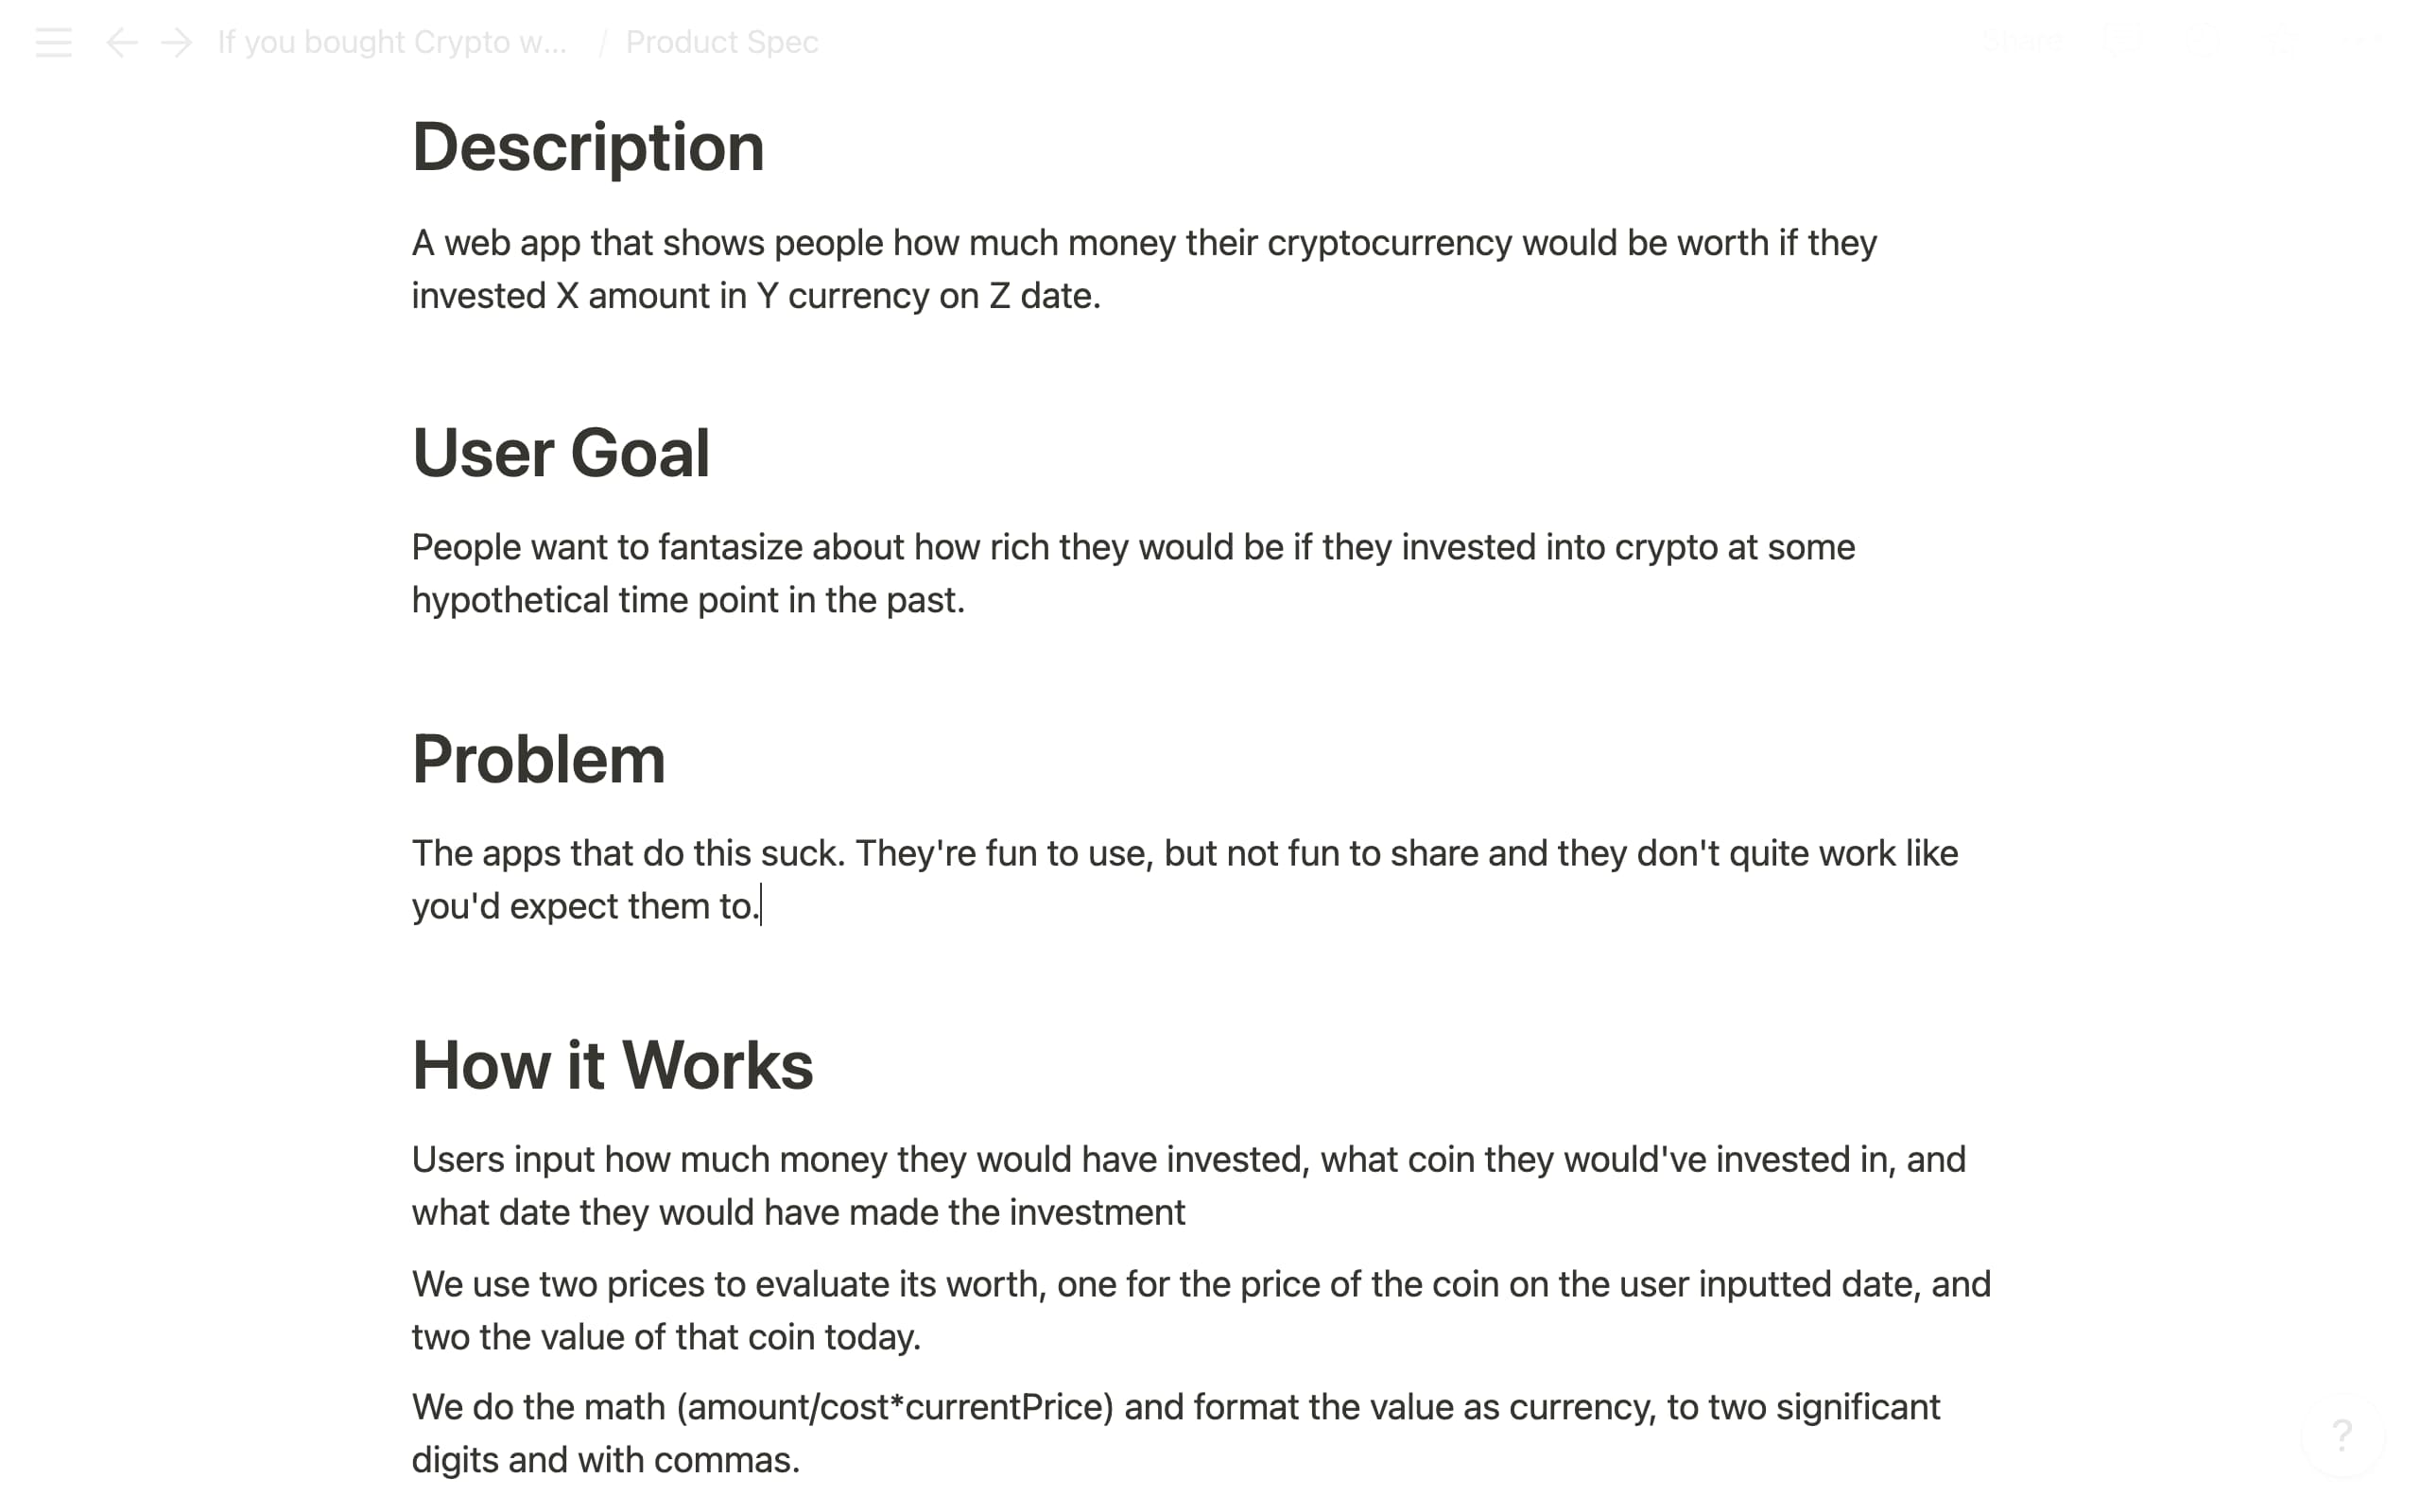 If you bought Crypto w... / Product Spec
Share
Description
A web app that shows people how much money their cryptocurrency would be worth if they
invested X amount in Y currency on Z date.
User Goal
People want to fantasize about how rich they would be if they invested into crypto at some
hypothetical time point in the past.
Problem
The apps that do this suck. They're fun to use, but not fun to share and they don't quite work like
you'd expect them to.
How it Works
Users input how much money they would have invested, what coin they would've invested in, and
what date they would have made the investment
We use two prices to evaluate its worth, one for the price of the coin on the user inputted date, and
two the value of that coin today.
We do the math (amount/cost*currentPrice) and format the value as currency, to two significant
digits and with commas.
?